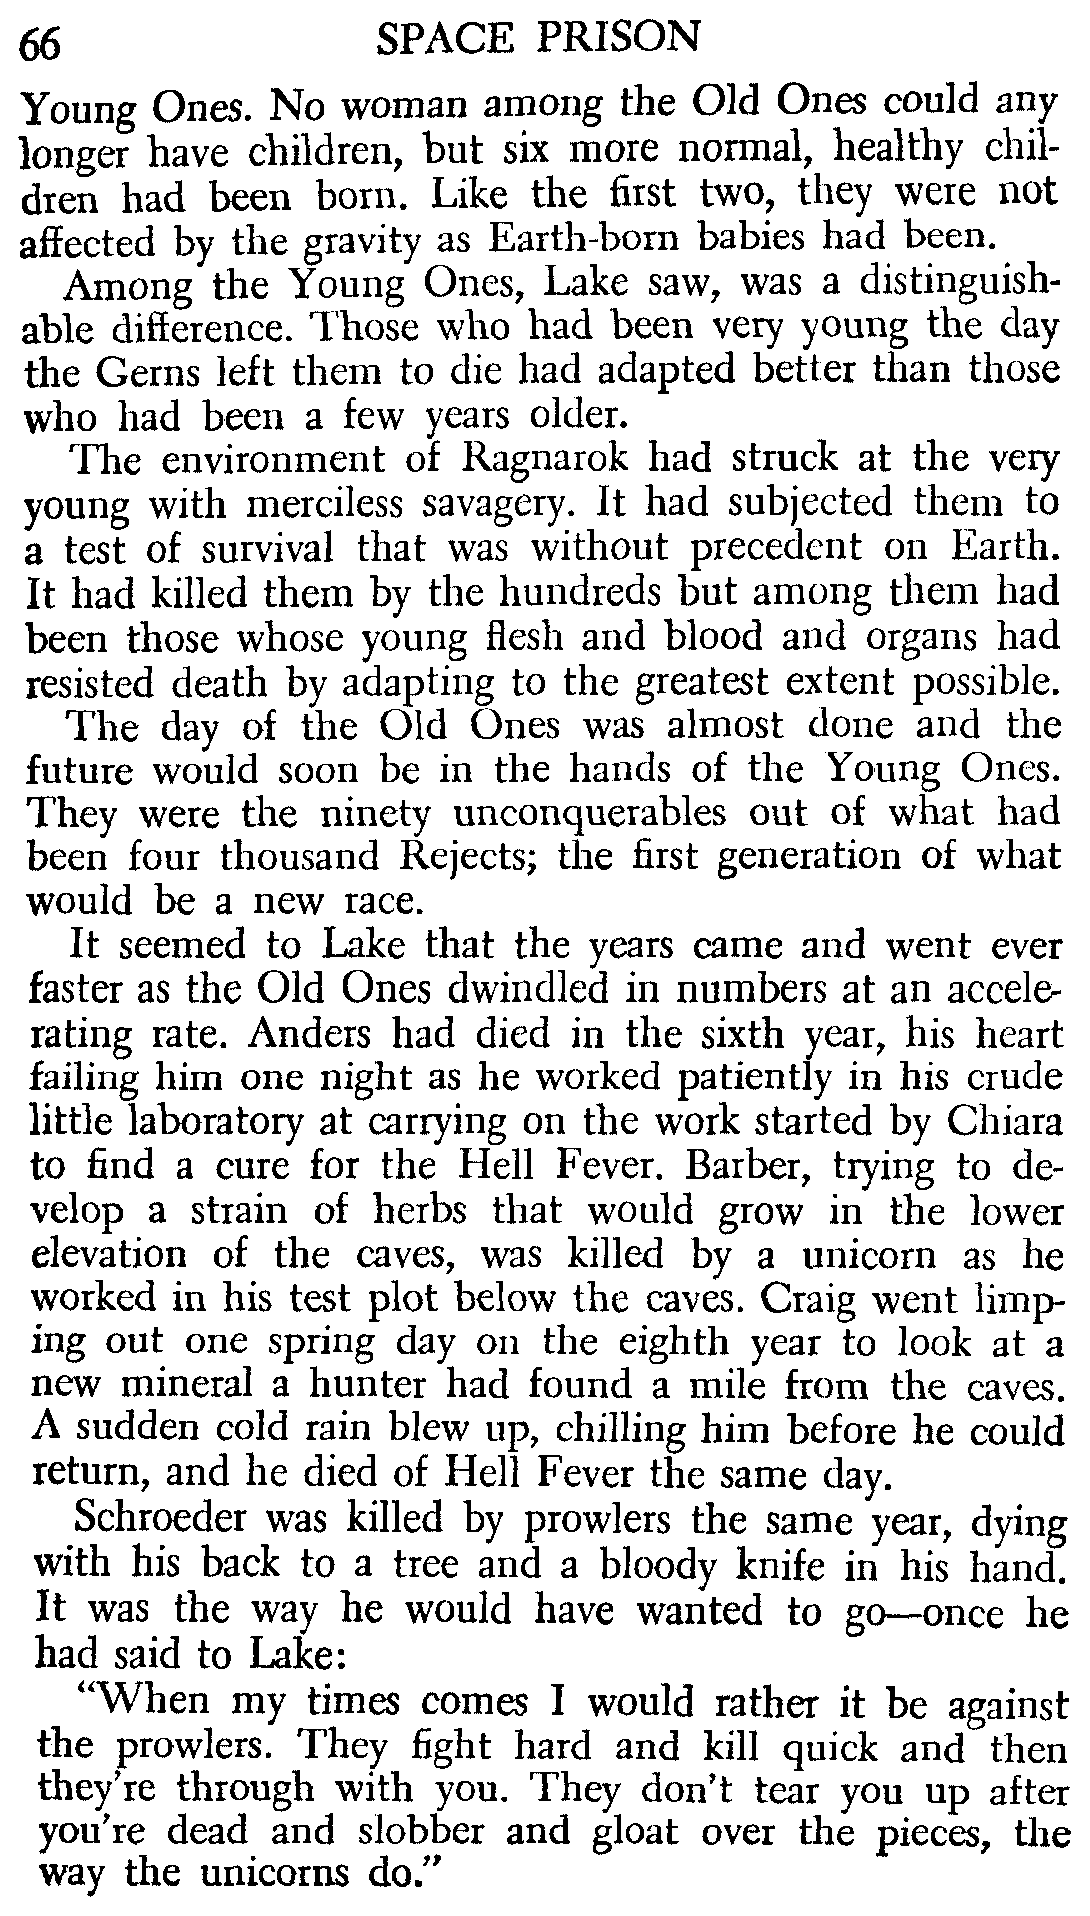 66 SPACE PRISON
Young Ones. No woman among the Old Ones could any
longer have children, but six more normal, healthy chil-
dren had been born. Like the first two, they were not
affected by the gravity as Earth-born babies had been.
Among the Young Ones, Lake saw, was a distinguish-
able difference. Those who had been very young the day
the Gerns left them to die had adapted better than those
who had been a few years older.
The environment of Ragnarok had struck at the very
young with merciless savagery. It had subjected them to
a test of survival that was without precedent on Earth.
It had killed them by the hundreds but among them had
been those whose young flesh and blood and organs had
resisted death by adapting to the greatest extent possible.
The day of the Old Ones was almost done and the
future would soon be in the hands of the Young Ones.
They were the ninety unconquerables out of what had
been four thousand Rejects; the first generation of what
would be a new race.
It seemed to Lake that the years came and went ever
faster as the Old Ones dwindled in numbers at an accele-
rating rate. Anders had died in the sixth year, his heart
failing him one night as he worked patiently in his crude
little laboratory at carrying on the work started by Chiara
to find a cure for the Hell Fever. Barber, trying to de-
velop a strain of herbs that would grow in the lower
elevation of the caves, was killed by a unicorn as he
worked in his test plot below the caves. Craig went limp-
ing out one spring day on the eighth year to look at a
new mineral a hunter had found a mile from the caves.
A sudden cold rain blew up, chilling him before he could
return, and he died of Hell Fever the same day.
Schroeder was killed by prowlers the same year, dying
with his back to a tree and a bloody knife in his hand.
It was the way he would have wanted to go—once he
had said to Lake:
“When my times comes I would rather it be against
the prowlers. They fight hard and kill quick and then
they’re through with you. They don’t tear you up after
you’re dead and slobber and gloat over the pieces, the
way the unicorns do.”